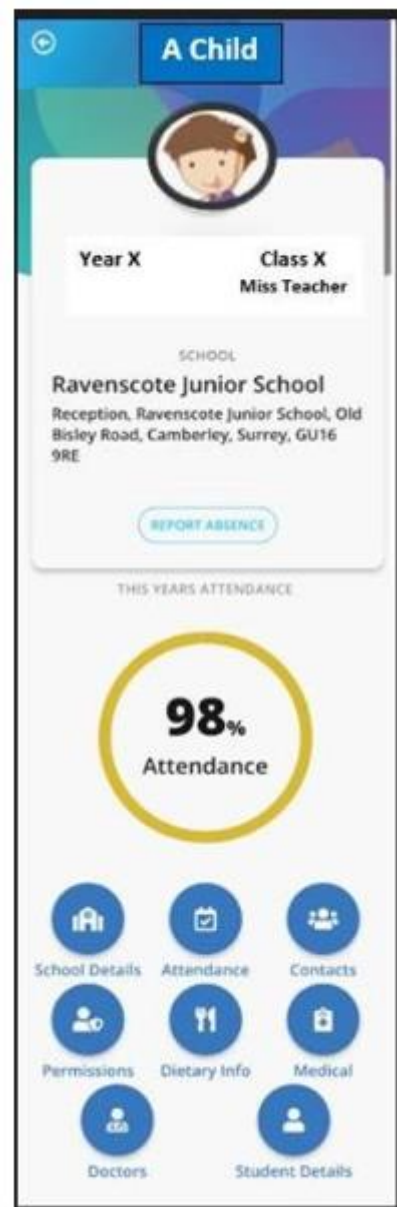 A Child
Year X Class X
Miss Teacher
SCHOOL
Ravenscote Junior School
Reception, Ravenscote Junior School, Old
Bisley Road, Camberley, Surrey, GU16
9RE
REPORT ABSENCE
THIS YEARS ATTENDANCE
98%
Attendance
School Details Attendance Contacts
Permissions Dietary Info Medical
Doctors Student Details